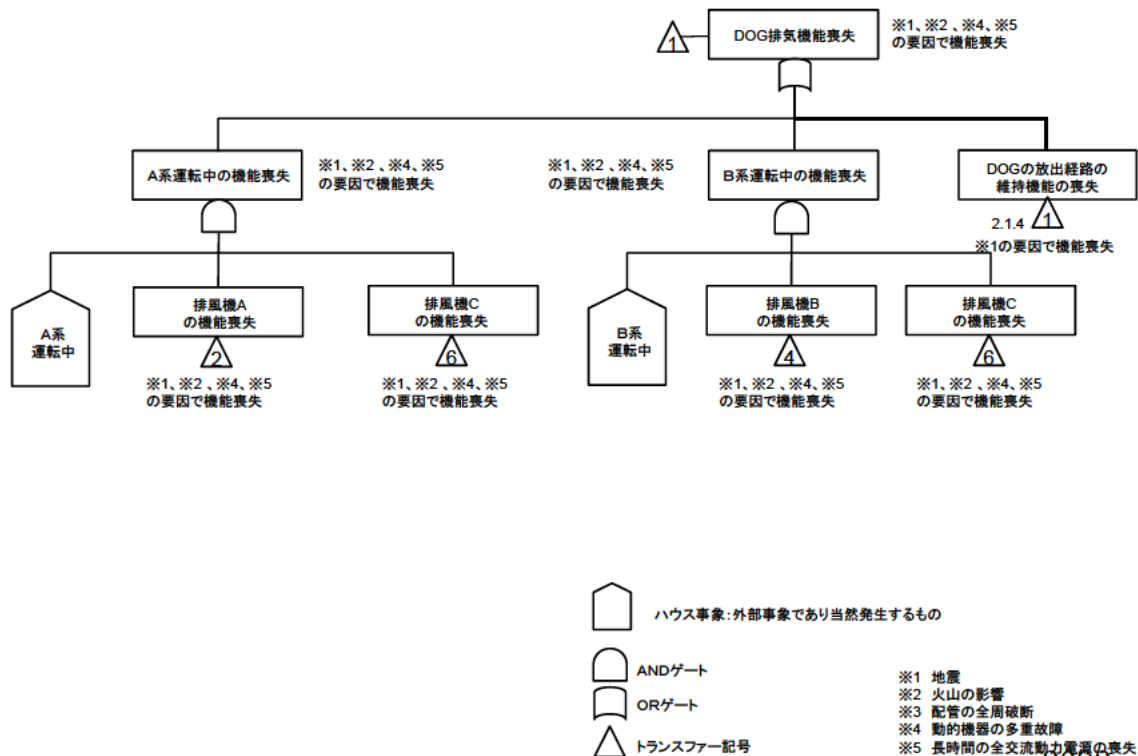 1
DOG排気機能喪失
※1、※2 、※4、※5
の要因で機能喪失
A系運転中の機能喪失
※1、※2 、※4、※5
の要因で機能喪失
※1、※2 、※4、※5
の要因で機能喪失
B系運転中の機能喪失
DOGの放出経路の
維持機能の喪失
2.1.4
1
※1の要因で機能喪失
A系
運転中
排風機A
の機能喪失
2
※1、※2 、※4、※5
の要因で機能喪失
排風機C
の機能喪失
6
※1、※2 、※4、※5
の要因で機能喪失
B系
運転中
排風機B
の機能喪失
4
※1、※2 、※4、※5
の要因で機能喪失
排風機C
の機能喪失
6
※1、※2 、※4、※5
の要因で機能喪失
ハウス事象:外部事象であり当然発生するもの
ANDゲート
ORゲート
トランスファー記号
※1 地震
※2 火山の影響
※3 配管の全周破断
※4 動的機器の多重故障
※5 長時間の全交流動力電源の喪失